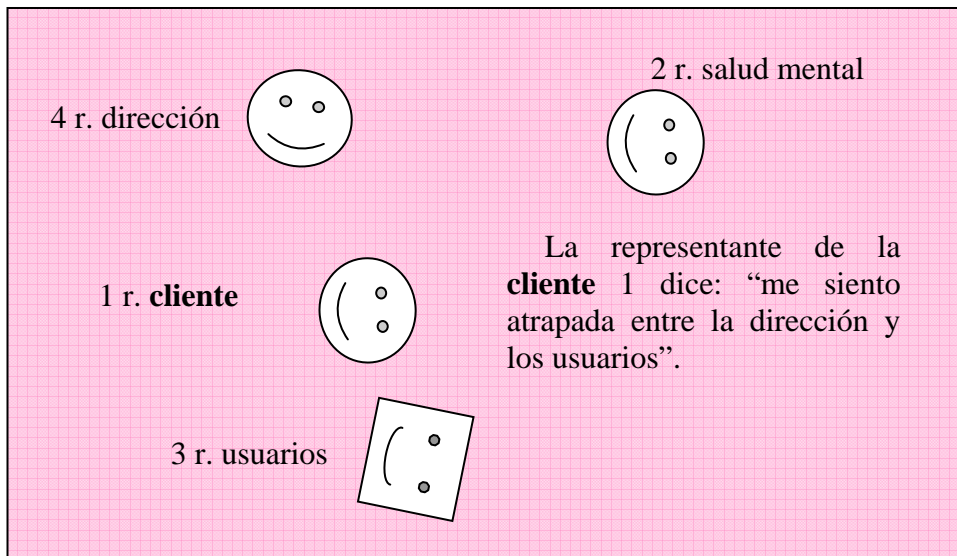 2 r. salud mental
4 r. dirección
La representante de la
cliente 1 dice: “me siento
atrapada entre la dirección y
los usuarios”.
1 r. cliente
3 r. usuarios